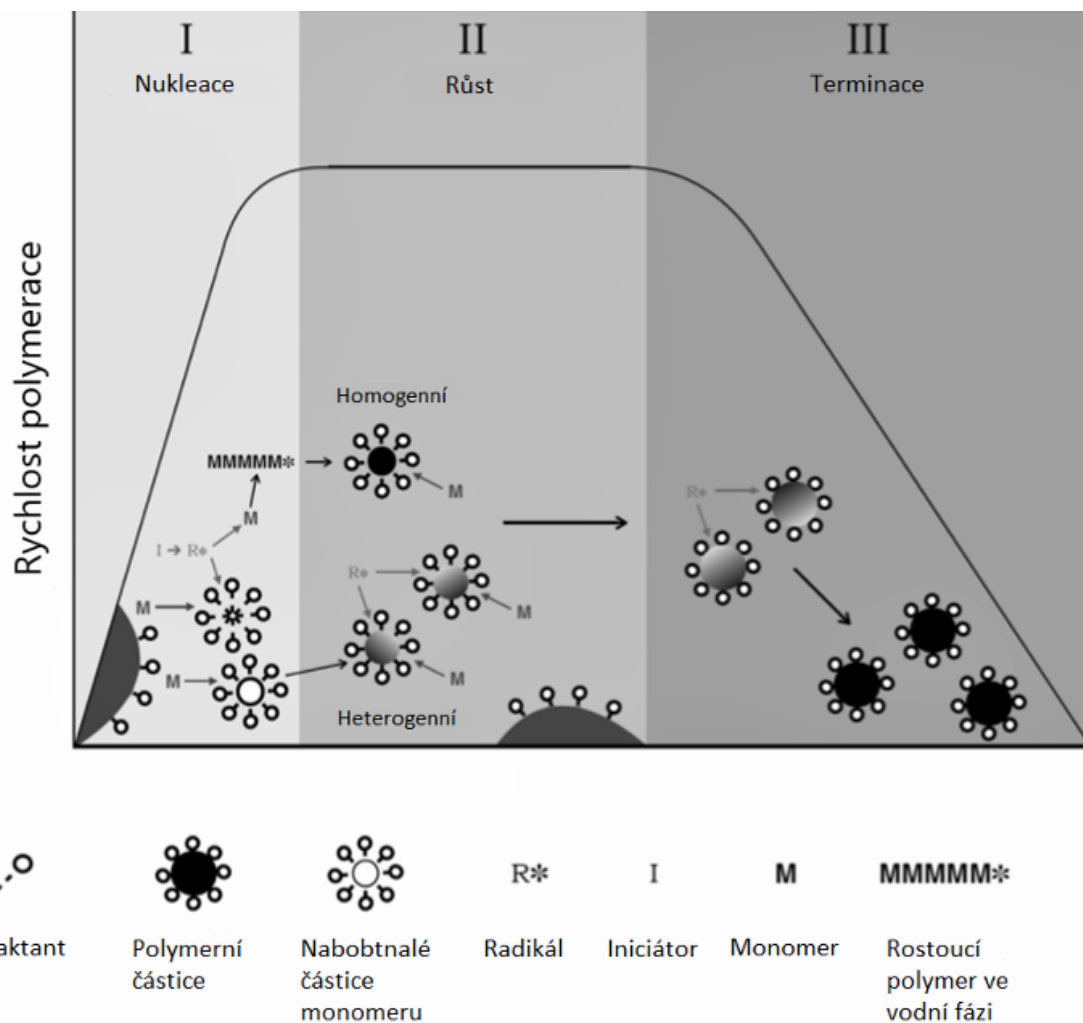 I
II
III
Nukleace
Růst
Terminace
Rychlost polymerace
Homogenní
MMMMM*
M
M
I → R*
R*
M
R*
M
M
M
Heterogenní
R*
R*
I
M
MMMMM*
aktant
Polymerní
částice
Nabobtnalé
částice
monomeru
Radikál
Iniciátor
Monomer
Rostoucí
polymer ve
vodní fázi